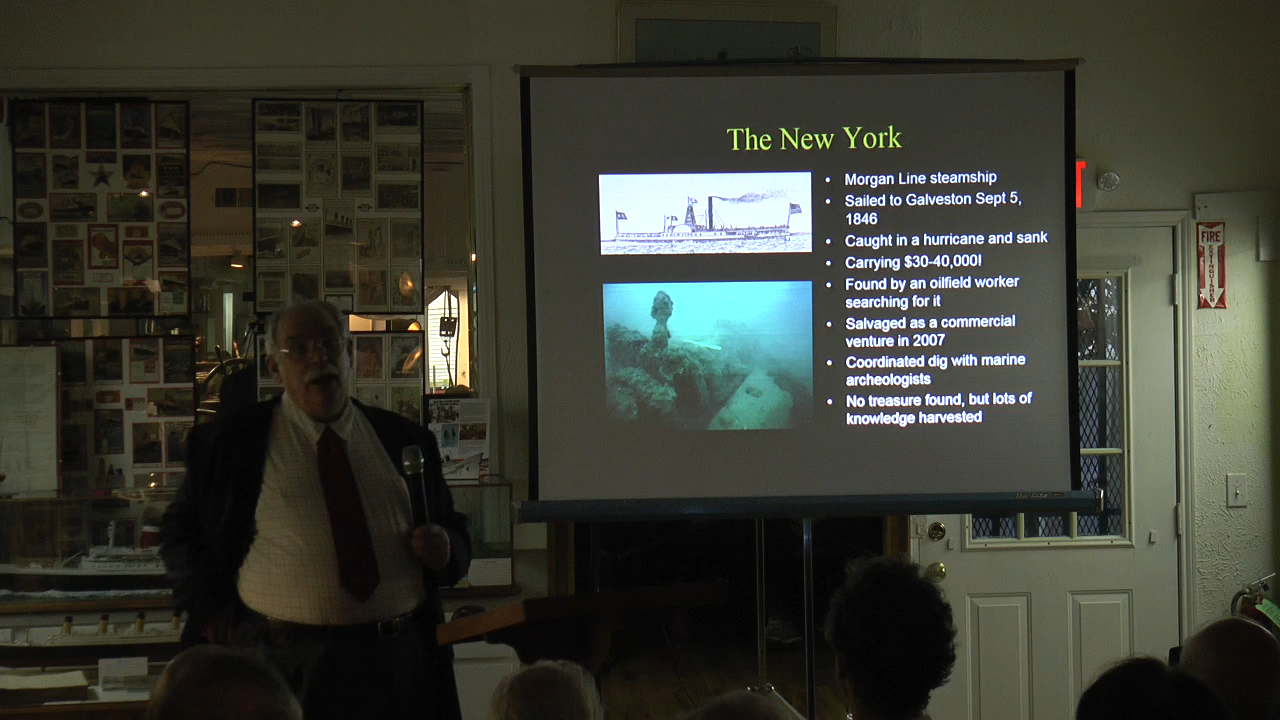 The New York
• Morgan Line steamship
• Sailed to Galveston Sept 5,
1846
• Caught in a hurricane and sank
• Carrying $30-40,000!
• Found by an oilfield worker
searching for it
• Salvaged as a commercial
venture in 2007
• Coordinated dig with marine
archeologists
• No treasure found, but lots of
knowledge harvested
T
FIRE
EXTINGUISHER
Da-Lite